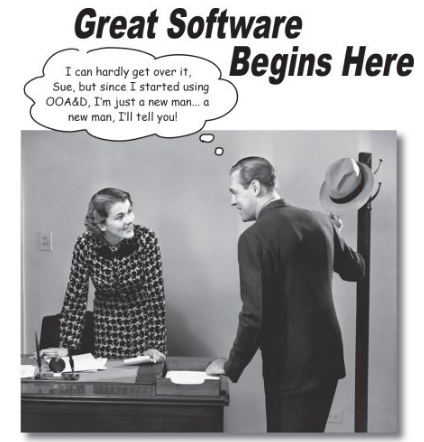 Great Software
Begins Here
I can hardly get over it,
Sue, but since I started using
OOA&D, I'm just a new man... a
new man, I'll tell you!